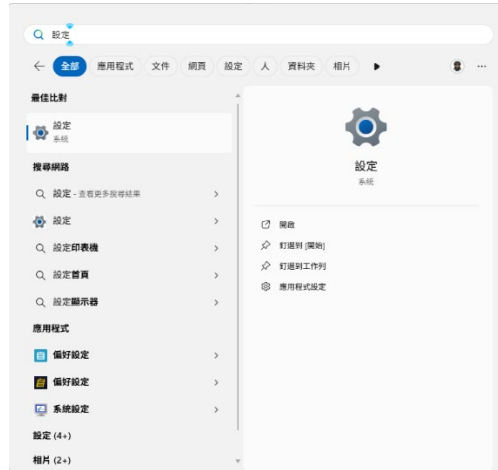 設定
全部 應用程式 文件 網頁 設定 人 資料夾 相片
最佳比對
設定
系統
搜尋網路
設定 - 查看更多搜尋結果
設定
設定印表機
設定首頁
設定顯示器
應用程式
偏好設定
偏好設定
系統設定
設定 (4+)
相片 (2+)
設定
系統
開啟
釘選到 [開始]
釘選到工作列
應用程式設定